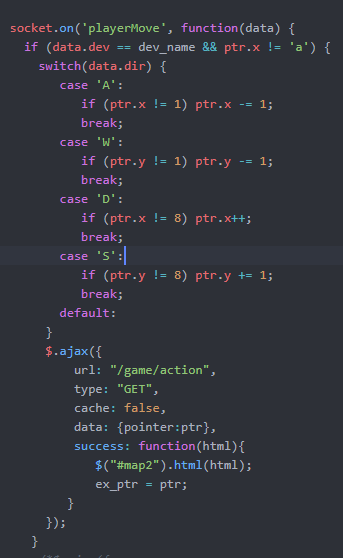 socket.on('playerMove', function(data) {
if (data.dev == dev_name && ptr.x != 'a') {
switch(data.dir) {
case 'A':
if (ptr.x != 1) ptr.x -= 1;
break;
case 'W':
if (ptr.y != 1) ptr.y -= 1;
break;
case 'D':
if (ptr.x != 8) ptr.x++;
break;
case 'S':
if (ptr.y != 8) ptr.y += 1;
break;
default:
}
$.ajax({
url: "/game/action",
type: "GET",
cache: false,
data: {pointer:ptr},
success: function(html){
$("#map2").html(html);
ex_ptr = ptr;
}
});
}